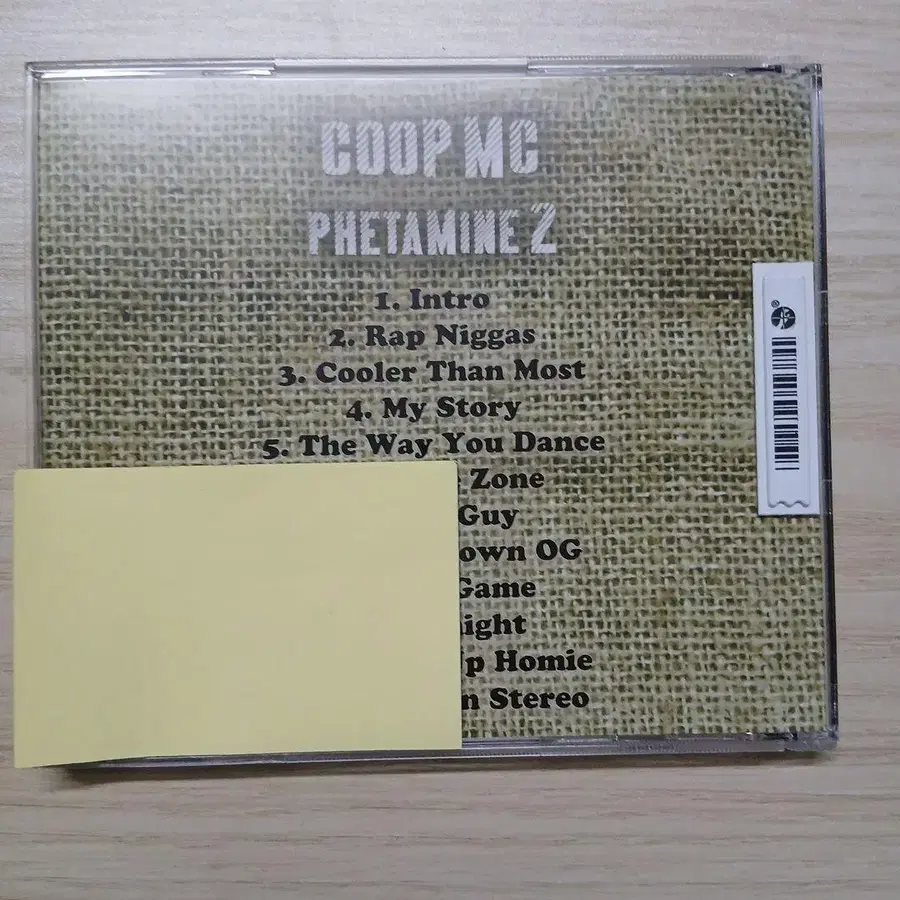 COOP MC
PHETAMINE 2
1. Intro
2. Rap Niggas
3. Cooler Than Most
4. My Story
5. The Way You Dance
Zone
Guy
OG
Game
Homie
Stereo